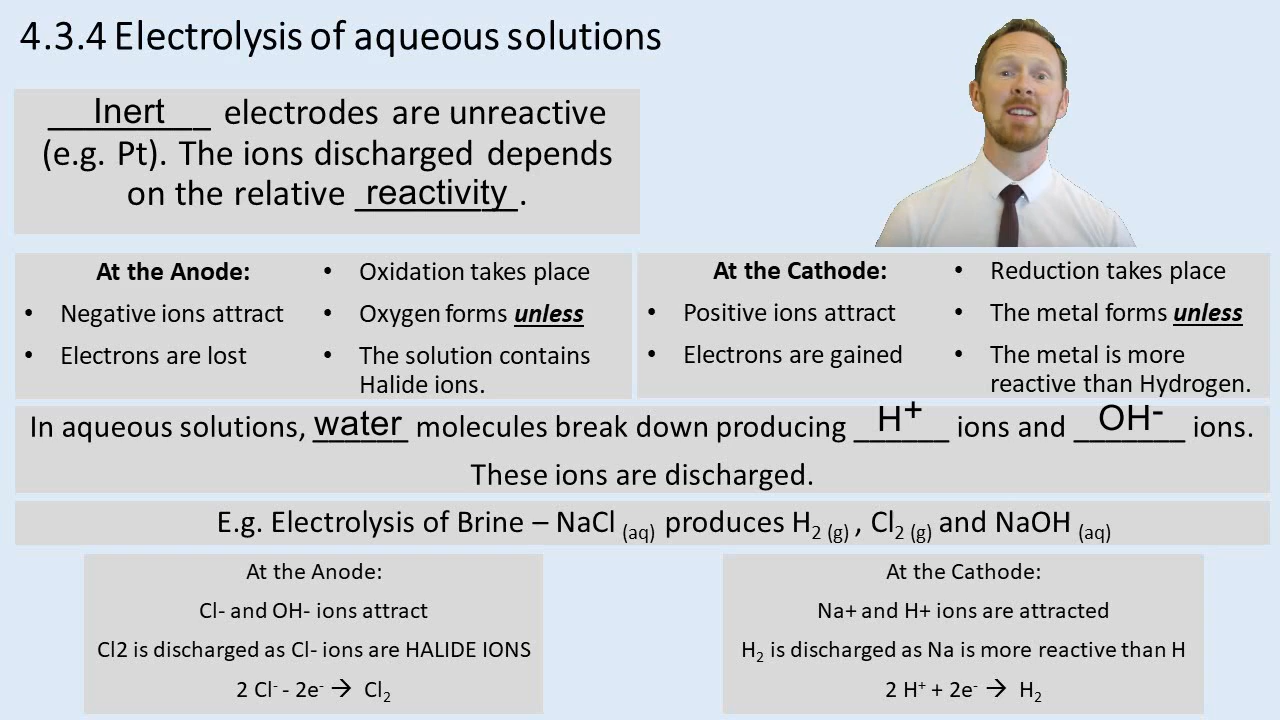 4.3.4 Electrolysis of aqueous solutions
Inert electrodes are unreactive
(e.g. Pt). The ions discharged depends
on the relative reactivity.
At the Anode:
• Negative ions attract
• Electrons are lost
• Oxidation takes place
• Oxygen forms unless
• The solution contains
Halide ions.
At the Cathode:
• Positive ions attract
• Electrons are gained
• Reduction takes place
• The metal forms unless
• The metal is more
reactive than Hydrogen.
In aqueous solutions, water molecules break down producing H⁺ ions and OH⁻ ions.
These ions are discharged.
E.g. Electrolysis of Brine – NaCl (aq) produces H₂ (g) , Cl₂ (g) and NaOH (aq)
At the Anode:
Cl- and OH- ions attract
Cl2 is discharged as Cl- ions are HALIDE IONS
2 Cl⁻ - 2e⁻ → Cl₂
At the Cathode:
Na+ and H+ ions are attracted
H₂ is discharged as Na is more reactive than H
2 H⁺ + 2e⁻ → H₂